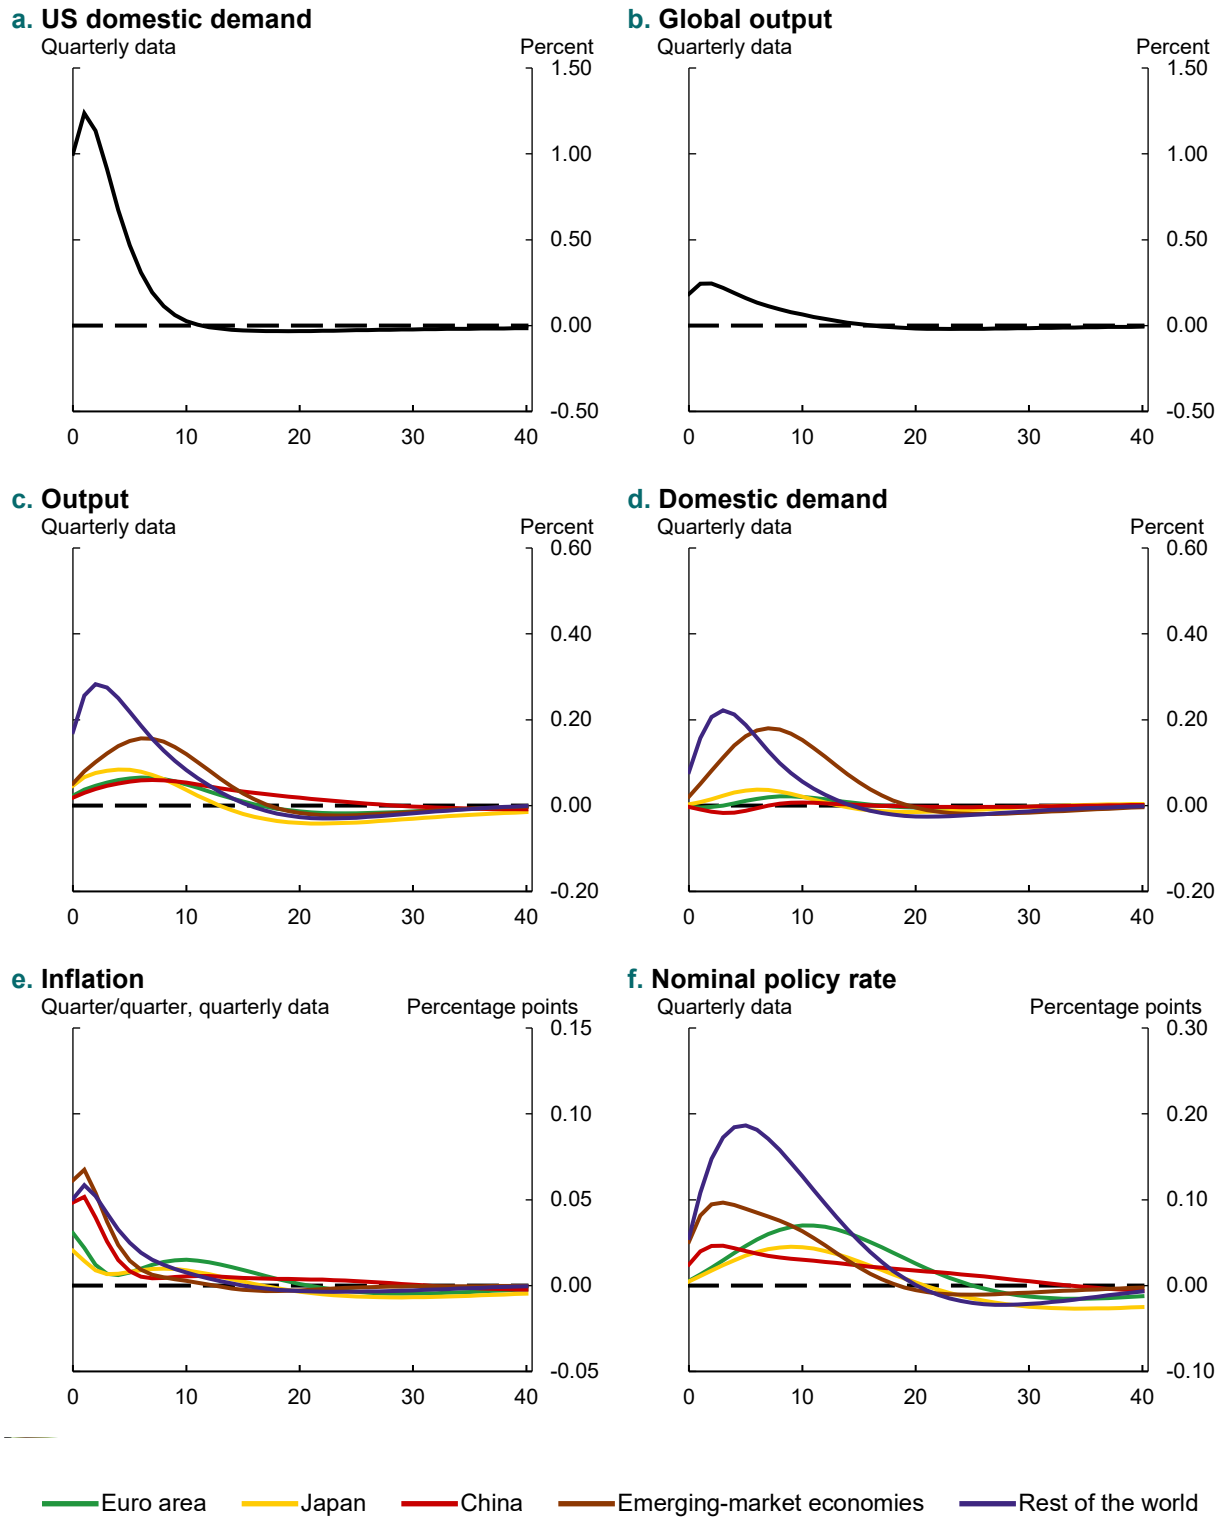 a. US domestic demand
Quarterly data Percent
1.50
1.00
0.50
0.00
-0.50
0 10 20 30 40
b. Global output
Quarterly data Percent
1.50
1.00
0.50
0.00
-0.50
0 10 20 30 40
c. Output
Quarterly data Percent
0.60
0.40
0.20
0.00
-0.20
0 10 20 30 40
d. Domestic demand
Quarterly data Percent
0.60
0.40
0.20
0.00
-0.20
0 10 20 30 40
e. Inflation
Quarter/quarter, quarterly data Percentage points
0.15
0.10
0.05
0.00
-0.05
0 10 20 30 40
f. Nominal policy rate
Quarterly data Percentage points
0.30
0.20
0.10
0.00
-0.10
0 10 20 30 40
Euro area Japan China Emerging-market economies Rest of the world